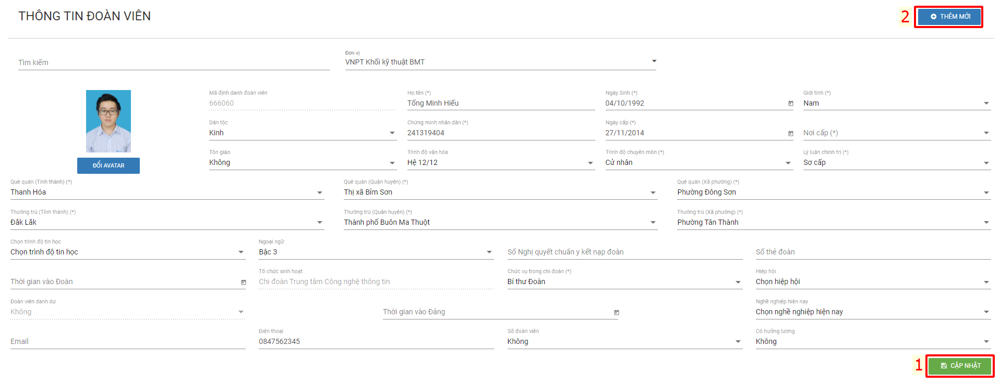 THÔNG TIN ĐOÀN VIÊN
2
THÊM MỚI
Tìm kiếm
Đơn vị
VNPT Khối kỹ thuật BMT
Mã định danh đoàn viên
666060
Họ tên (*)
Tống Minh Hiếu
Ngày Sinh (*)
04/10/1992
Giới tính (*)
Nam
Dân tộc
Kinh
Chứng minh nhân dân (*)
241319404
Ngày cấp (*)
27/11/2014
Nơi cấp (*)
Tôn giáo
Không
Trình độ văn hóa
Hệ 12/12
Trình độ chuyên môn (*)
Cử nhân
Lý luận chính trị (*)
Sơ cấp
ĐỔI AVATAR
Quê quán (Tỉnh thành) (*)
Thanh Hóa
Quê quán (Quận huyện) (*)
Thị xã Bỉm Sơn
Quê quán (Xã phường) (*)
Phường Đông Sơn
Thường trú (Tỉnh thành) (*)
Đắk Lắk
Thường trú (Quận huyện) (*)
Thành phố Buôn Ma Thuột
Thường trú (Xã phường) (*)
Phường Tân Thành
Chọn trình độ tin học
Chọn trình độ tin học
Ngoại ngữ
Bậc 3
Số Nghị quyết chuẩn y kết nạp đoàn
Số thẻ đoàn
Thời gian vào Đoàn
Tổ chức sinh hoạt
Chi đoàn Trung tâm Công nghệ thông tin
Chức vụ trong chi đoàn (*)
Bí thư Đoàn
Hiệp hội
Chọn hiệp hội
Đoàn viên danh dự
Không
Thời gian vào Đảng
Nghề nghiệp hiện nay
Chọn nghề nghiệp hiện nay
Email
Điện thoại
0847562345
Sổ đoàn viên
Không
Có hưởng lương
Không
1
CẬP NHẬT